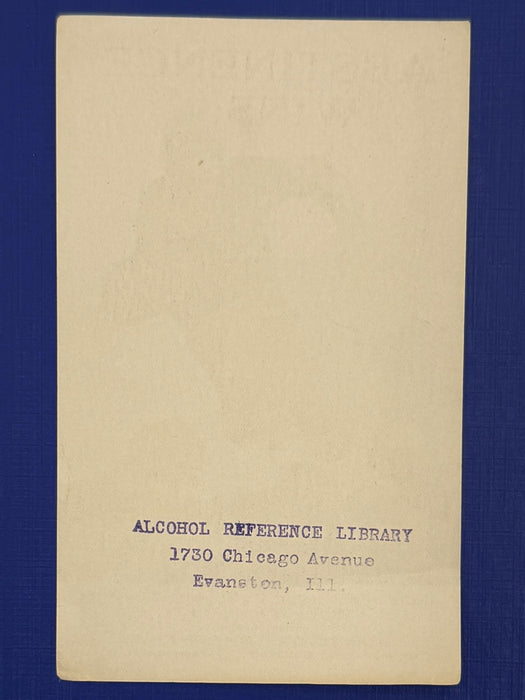 ALCOHOL REFERENCE LIBRARY
1730 Chicago Avenue
Evanston, Ill.